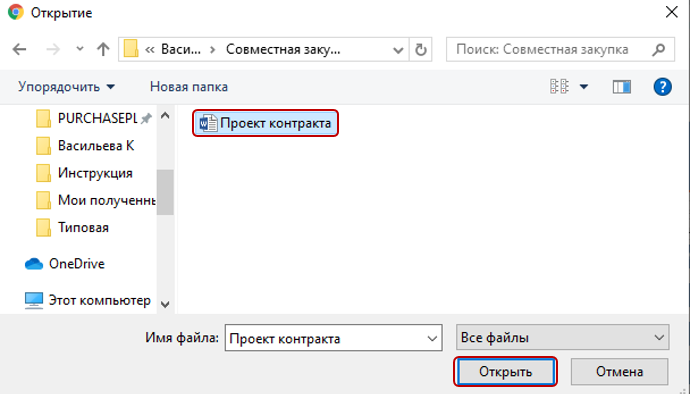 Открытие
« Васи... › Совместная заку...
Поиск: Совместная закупка
Упорядочить
Новая папка
PURCHASEPL
Васильева К
Инструкция
Мои полученнь
Типовая
OneDrive
Этот компьютер
Проект контракта
Имя файла:
Проект контракта
Все файлы
Открыть
Отмена